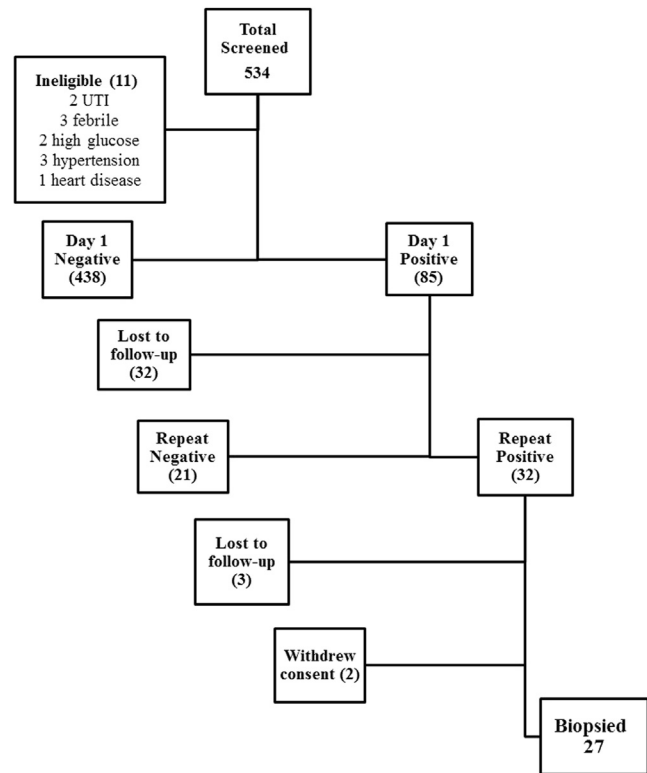 Total
Screened
534
Ineligible (11)
2 UTI
3 febrile
2 high glucose
3 hypertension
1 heart disease
Day 1
Negative
(438)
Day 1
Positive
(85)
Lost to
follow-up
(32)
Repeat
Negative
(21)
Repeat
Positive
(32)
Lost to
follow-up
(3)
Withdrew
consent (2)
Biopsied
27